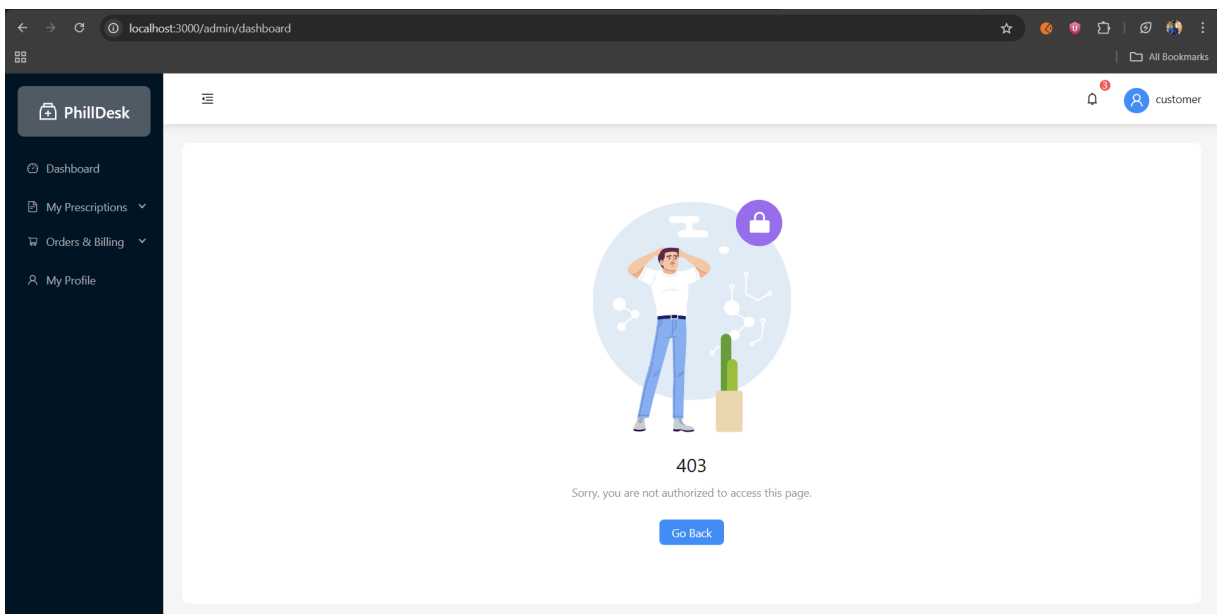 localhost:3000/admin/dashboard
All Bookmarks
PhillDesk
3
customer
Dashboard
My Prescriptions
Orders & Billing
My Profile
403
Sorry, you are not authorized to access this page.
Go Back